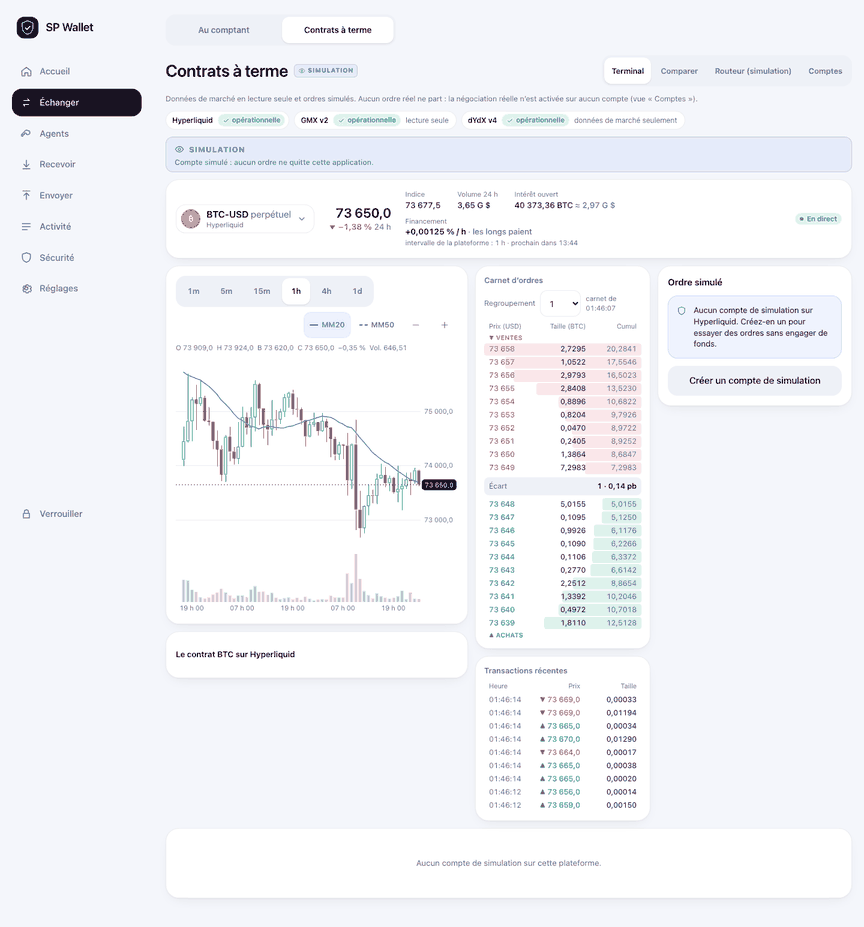 SP Wallet
Accueil
Échanger
Agents
Recevoir
Envoyer
Activité
Sécurité
Réglages
Verrouiller
Au comptant
Contrats à terme
Contrats à terme
SIMULATION
Terminal
Comparer
Routeur (simulation)
Comptes
Données de marché en lecture seule et ordres simulés. Aucun ordre réel ne part : la négociation réelle n'est activée sur aucun compte (vue « Comptes »).
Hyperliquid ✓ opérationnelle
GMX v2 ✓ opérationnelle lecture seule
dYdX v4 ✓ opérationnelle données de marché seulement
SIMULATION
Compte simulé : aucun ordre ne quitte cette application.
BTC-USD perpétuel
Hyperliquid
73 650,0
▼ −1,38 % 24 h
Indice
73 677,5
Volume 24 h
3,65 G $
Intérêt ouvert
40 373,36 BTC ≈ 2,97 G $
Financement
+0,00125 % / h · les longs paient
intervalle de la plateforme : 1 h · prochain dans 13:44
En direct
1m 5m 15m 1h 4h 1d
MM20 MM50 − +
O 73 909,0 H 73 924,0 B 73 620,0 C 73 650,0 −0,35 % Vol. 646,51
75 000,0
74 000,0
73 650,0
73 000,0
19 h 00 07 h 00 19 h 00 07 h 00 19 h 00
Le contrat BTC sur Hyperliquid
Carnet d'ordres
Regroupement 1 carnet de
01:46:07
Prix (USD) Taille (BTC) Cumul
▼ VENTES
73 658 2,7295 20,2841
73 657 1,0522 17,5546
73 656 2,9793 16,5023
73 655 2,8408 13,5230
73 654 0,8896 10,6822
73 653 0,8204 9,7926
73 652 0,0470 8,9722
73 651 0,2405 8,9252
73 650 1,3864 8,6847
73 649 7,2983 7,2983
Écart 1 · 0,14 pb
73 648 5,0155 5,0155
73 647 0,1095 5,1250
73 646 0,9926 6,1176
73 645 0,1090 6,2266
73 644 0,1106 6,3372
73 643 0,2770 6,6142
73 642 2,2512 8,8654
73 641 1,3392 10,2046
73 640 0,4972 10,7018
73 639 1,8110 12,5128
▲ ACHATS
Transactions récentes
Heure Prix Taille
01:46:14 ▼ 73 669,0 0,00033
01:46:14 ▼ 73 669,0 0,01194
01:46:14 ▲ 73 665,0 0,00034
01:46:14 ▲ 73 670,0 0,01290
01:46:14 ▼ 73 664,0 0,00017
01:46:14 ▲ 73 665,0 0,00038
01:46:14 ▲ 73 665,0 0,00020
01:46:12 ▲ 73 656,0 0,00014
01:46:12 ▲ 73 659,0 0,00150
Ordre simulé
Aucun compte de simulation sur
Hyperliquid. Créez-en un pour
essayer des ordres sans engager de
fonds.
Créer un compte de simulation
Aucun compte de simulation sur cette plateforme.